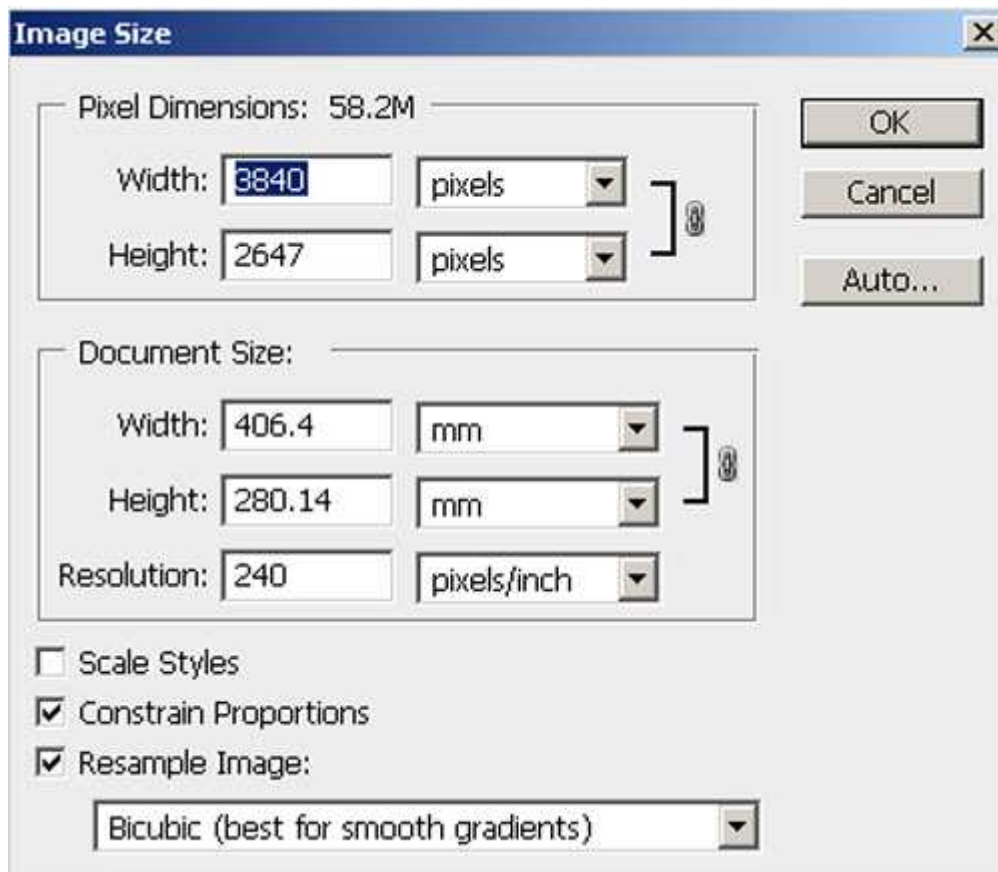 Image Size
Pixel Dimensions: 58.2M
OK
Width: 3840 pixels
Cancel
Height: 2647 pixels
Auto...
Document Size:
Width: 406.4 mm
Height: 280.14 mm
Resolution: 240 pixels/inch
Scale Styles
Constrain Proportions
Resample Image:
Bicubic (best for smooth gradients)